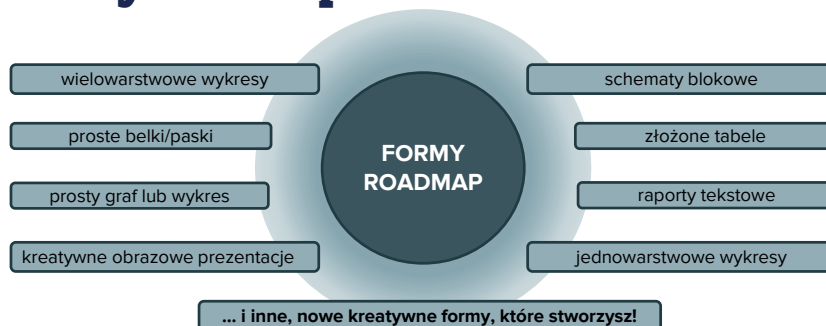 wielowarstwowe wykresy
schematy blokowe
proste belki/paski
złożone tabele
FORMY
ROADMAP
prosty graf lub wykres
raporty tekstowe
kreatywne obrazowe prezentacje
jednowarstwowe wykresy
... i inne, nowe kreatywne formy, które stworzysz!